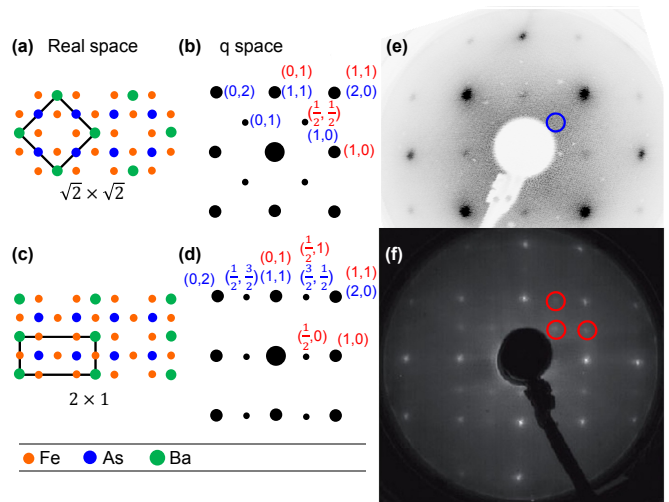 (a) Real space
√2 × √2
(b) q space
(0,1) (1,1)
(0,2) (1,1) (2,0)
(0,1) (1/2, 1/2)
(1,0)
(1,0)
(c)
2 × 1
(d)
(1/2, 1)
(0,1) (1,1)
(0,2) (1/2, 3/2) (1,1) (3/2, 1/2) (2,0)
(1/2, 0) (1,0)
Fe As Ba
(e)
(f)